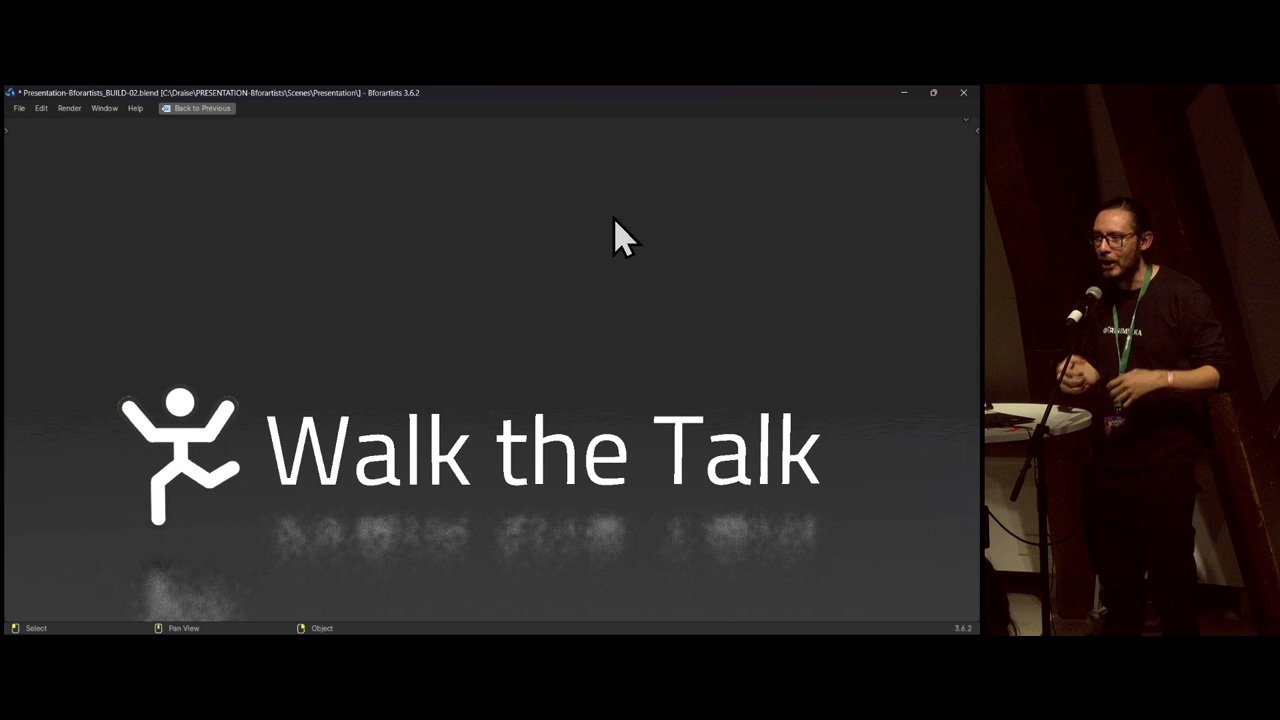 * Presentation-Bforartists_BUILD-02.blend [C:\Draise\PRESENTATION-Bforartists\Scenes\Presentation\] - Bforartists 3.6.2
File Edit Render Window Help Back to Previous
Walk the Talk
Select Pan View Object 3.6.2